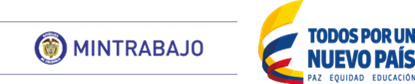 MINTRABAJO
TODOS POR UN
NUEVO PAÍS
PAZ EQUIDAD EDUCACIÓN